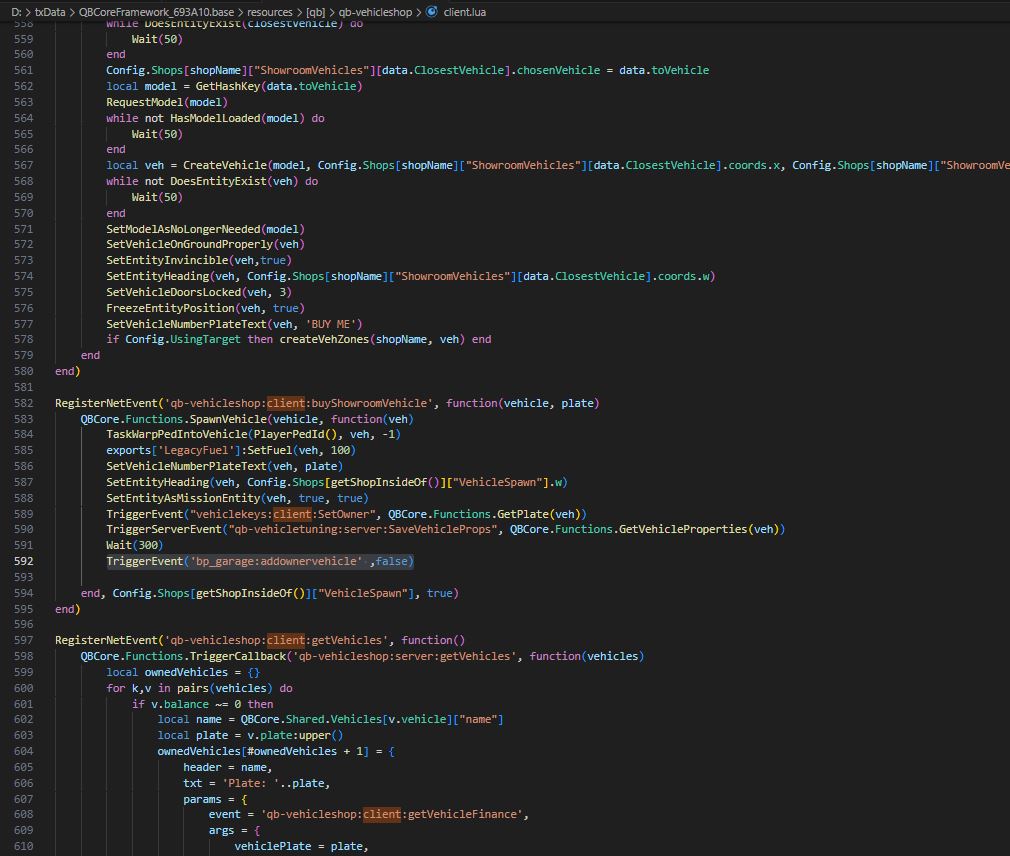 D: > txData > QBCoreFramework_693A10.base > resources > [qb] > qb-vehicleshop > client.lua
558 while DoesEntityExist(closestVehicle) do
559 Wait(50)
560 end
561 Config.Shops[shopName]["ShowroomVehicles"][data.ClosestVehicle].chosenVehicle = data.toVehicle
562 local model = GetHashKey(data.toVehicle)
563 RequestModel(model)
564 while not HasModelLoaded(model) do
565 Wait(50)
566 end
567 local veh = CreateVehicle(model, Config.Shops[shopName]["ShowroomVehicles"][data.ClosestVehicle].coords.x, Config.Shops[shopName]["ShowroomVe
568 while not DoesEntityExist(veh) do
569 Wait(50)
570 end
571 SetModelAsNoLongerNeeded(model)
572 SetVehicleOnGroundProperly(veh)
573 SetEntityInvincible(veh,true)
574 SetEntityHeading(veh, Config.Shops[shopName]["ShowroomVehicles"][data.ClosestVehicle].coords.w)
575 SetVehicleDoorsLocked(veh, 3)
576 FreezeEntityPosition(veh, true)
577 SetVehicleNumberPlateText(veh, 'BUY ME')
578 if Config.UsingTarget then createVehZones(shopName, veh) end
579 end
580 end)
581
582 RegisterNetEvent('qb-vehicleshop:client:buyShowroomVehicle', function(vehicle, plate)
583 QBCore.Functions.SpawnVehicle(vehicle, function(veh)
584 TaskWarpPedIntoVehicle(PlayerPedId(), veh, -1)
585 exports['LegacyFuel']:SetFuel(veh, 100)
586 SetVehicleNumberPlateText(veh, plate)
587 SetEntityHeading(veh, Config.Shops[getShopInsideOf()]["VehicleSpawn"].w)
588 SetEntityAsMissionEntity(veh, true, true)
589 TriggerEvent("vehiclekeys:client:SetOwner", QBCore.Functions.GetPlate(veh))
590 TriggerServerEvent("qb-vehicletuning:server:SaveVehicleProps", QBCore.Functions.GetVehicleProperties(veh))
591 Wait(300)
592 TriggerEvent('bp_garage:addownervehicle' ,false)
593
594 end, Config.Shops[getShopInsideOf()]["VehicleSpawn"], true)
595 end)
596
597 RegisterNetEvent('qb-vehicleshop:client:getVehicles', function()
598 QBCore.Functions.TriggerCallback('qb-vehicleshop:server:getVehicles', function(vehicles)
599 local ownedVehicles = {}
600 for k,v in pairs(vehicles) do
601 if v.balance ~= 0 then
602 local name = QBCore.Shared.Vehicles[v.vehicle]["name"]
603 local plate = v.plate:upper()
604 ownedVehicles[#ownedVehicles + 1] = {
605 header = name,
606 txt = 'Plate: '..plate,
607 params = {
608 event = 'qb-vehicleshop:client:getVehicleFinance',
609 args = {
610 vehiclePlate = plate,